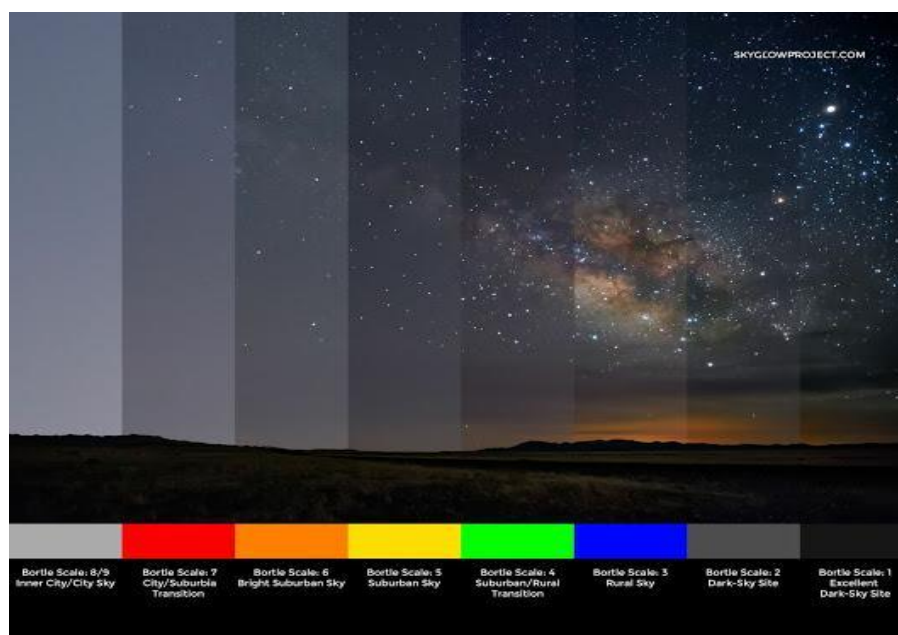 SKYGLOWPROJECT.COM
Bortle Scale: 8/9
Inner City/City Sky
Bortle Scale: 7
City/Suburbia
Transition
Bortle Scale: 6
Bright Suburban Sky
Bortle Scale: 5
Suburban Sky
Bortle Scale: 4
Suburban/Rural
Transition
Bortle Scale: 3
Rural Sky
Bortle Scale: 2
Dark-Sky Site
Bortle Scale: 1
Excellent
Dark-Sky Site